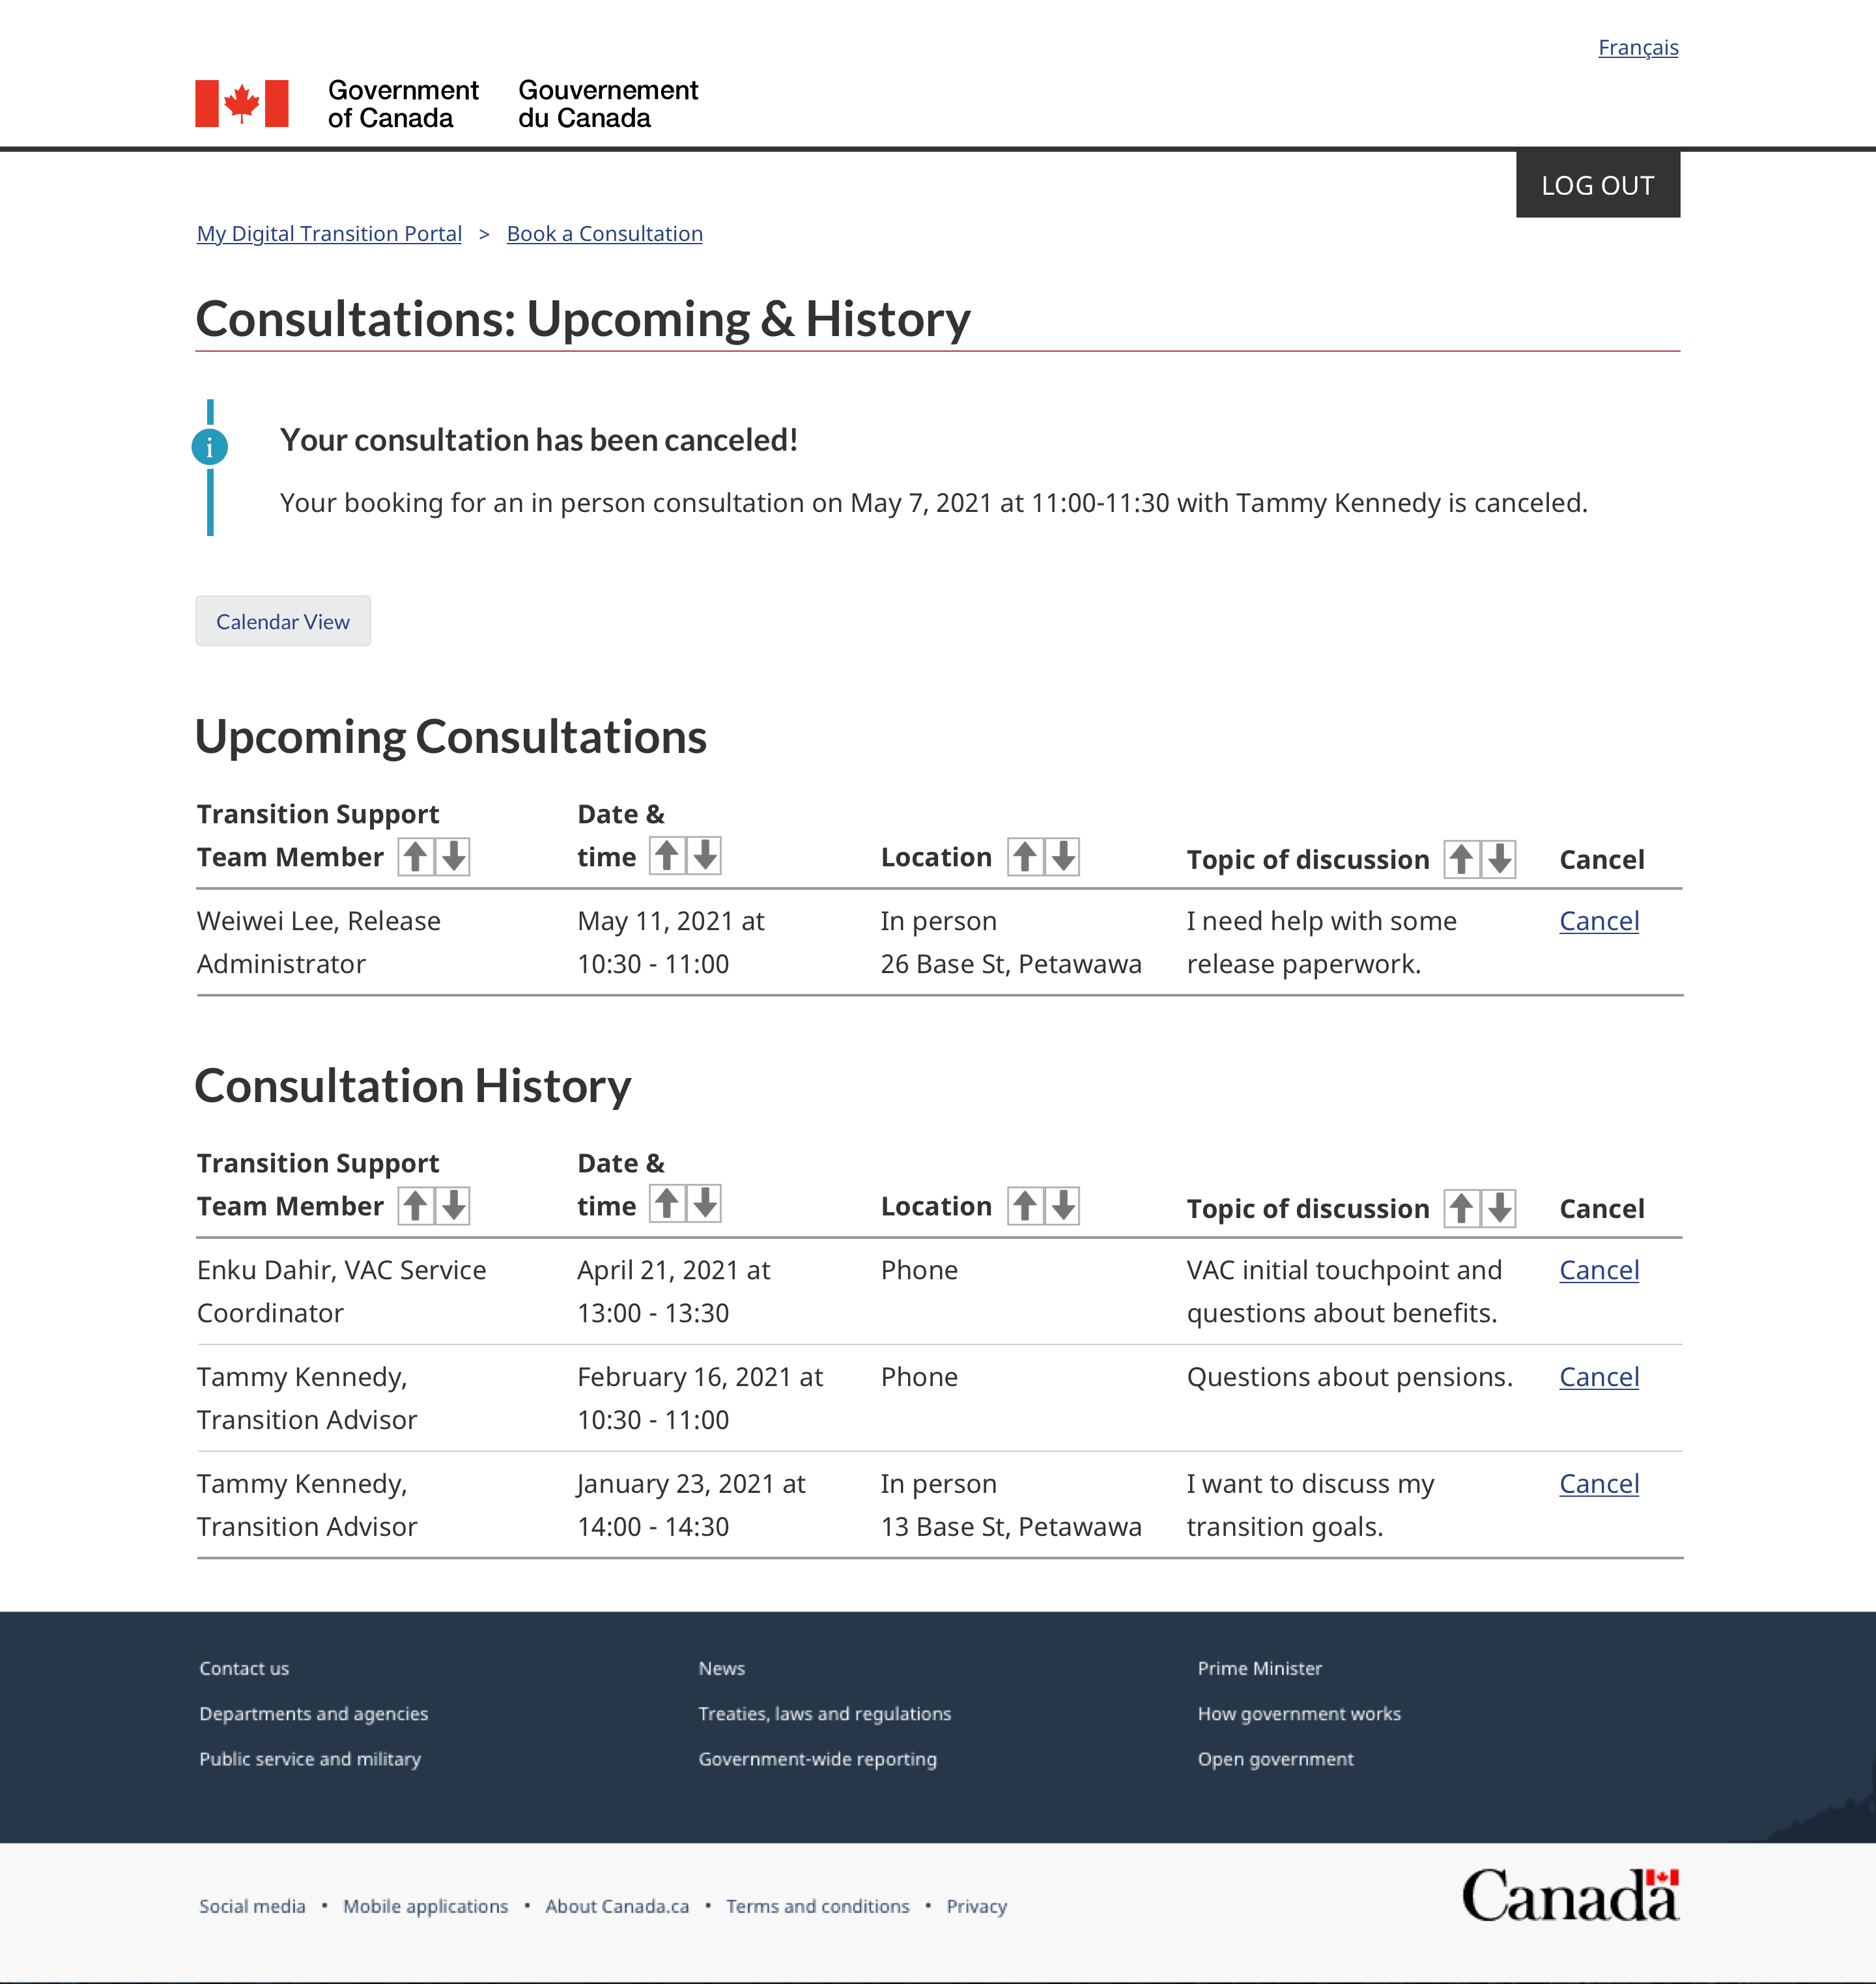 Français
Government of Canada
Gouvernement du Canada
LOG OUT
My Digital Transition Portal > Book a Consultation
Consultations: Upcoming & History
i
Your consultation has been canceled!
Your booking for an in person consultation on May 7, 2021 at 11:00-11:30 with Tammy Kennedy is canceled.
Calendar View
Upcoming Consultations
Transition Support Team Member
Date & time
Location
Topic of discussion
Cancel
Weiwei Lee, Release Administrator
May 11, 2021 at 10:30 - 11:00
In person
26 Base St, Petawawa
I need help with some release paperwork.
Cancel
Consultation History
Transition Support Team Member
Date & time
Location
Topic of discussion
Cancel
Enku Dahir, VAC Service Coordinator
April 21, 2021 at 13:00 - 13:30
Phone
VAC initial touchpoint and questions about benefits.
Cancel
Tammy Kennedy, Transition Advisor
February 16, 2021 at 10:30 - 11:00
Phone
Questions about pensions.
Cancel
Tammy Kennedy, Transition Advisor
January 23, 2021 at 14:00 - 14:30
In person
13 Base St, Petawawa
I want to discuss my transition goals.
Cancel
Contact us
News
Prime Minister
Departments and agencies
Treaties, laws and regulations
How government works
Public service and military
Government-wide reporting
Open government
Social media • Mobile applications • About Canada.ca • Terms and conditions • Privacy
Canada